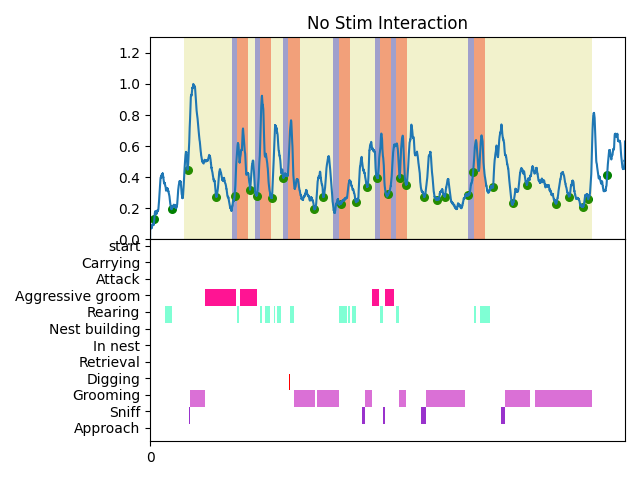 No Stim Interaction
1.2
1.0
0.8
0.6
0.4
0.2
0.0
start
Carrying
Attack
Aggressive groom
Rearing
Nest building
In nest
Retrieval
Digging
Grooming
Sniff
Approach
0